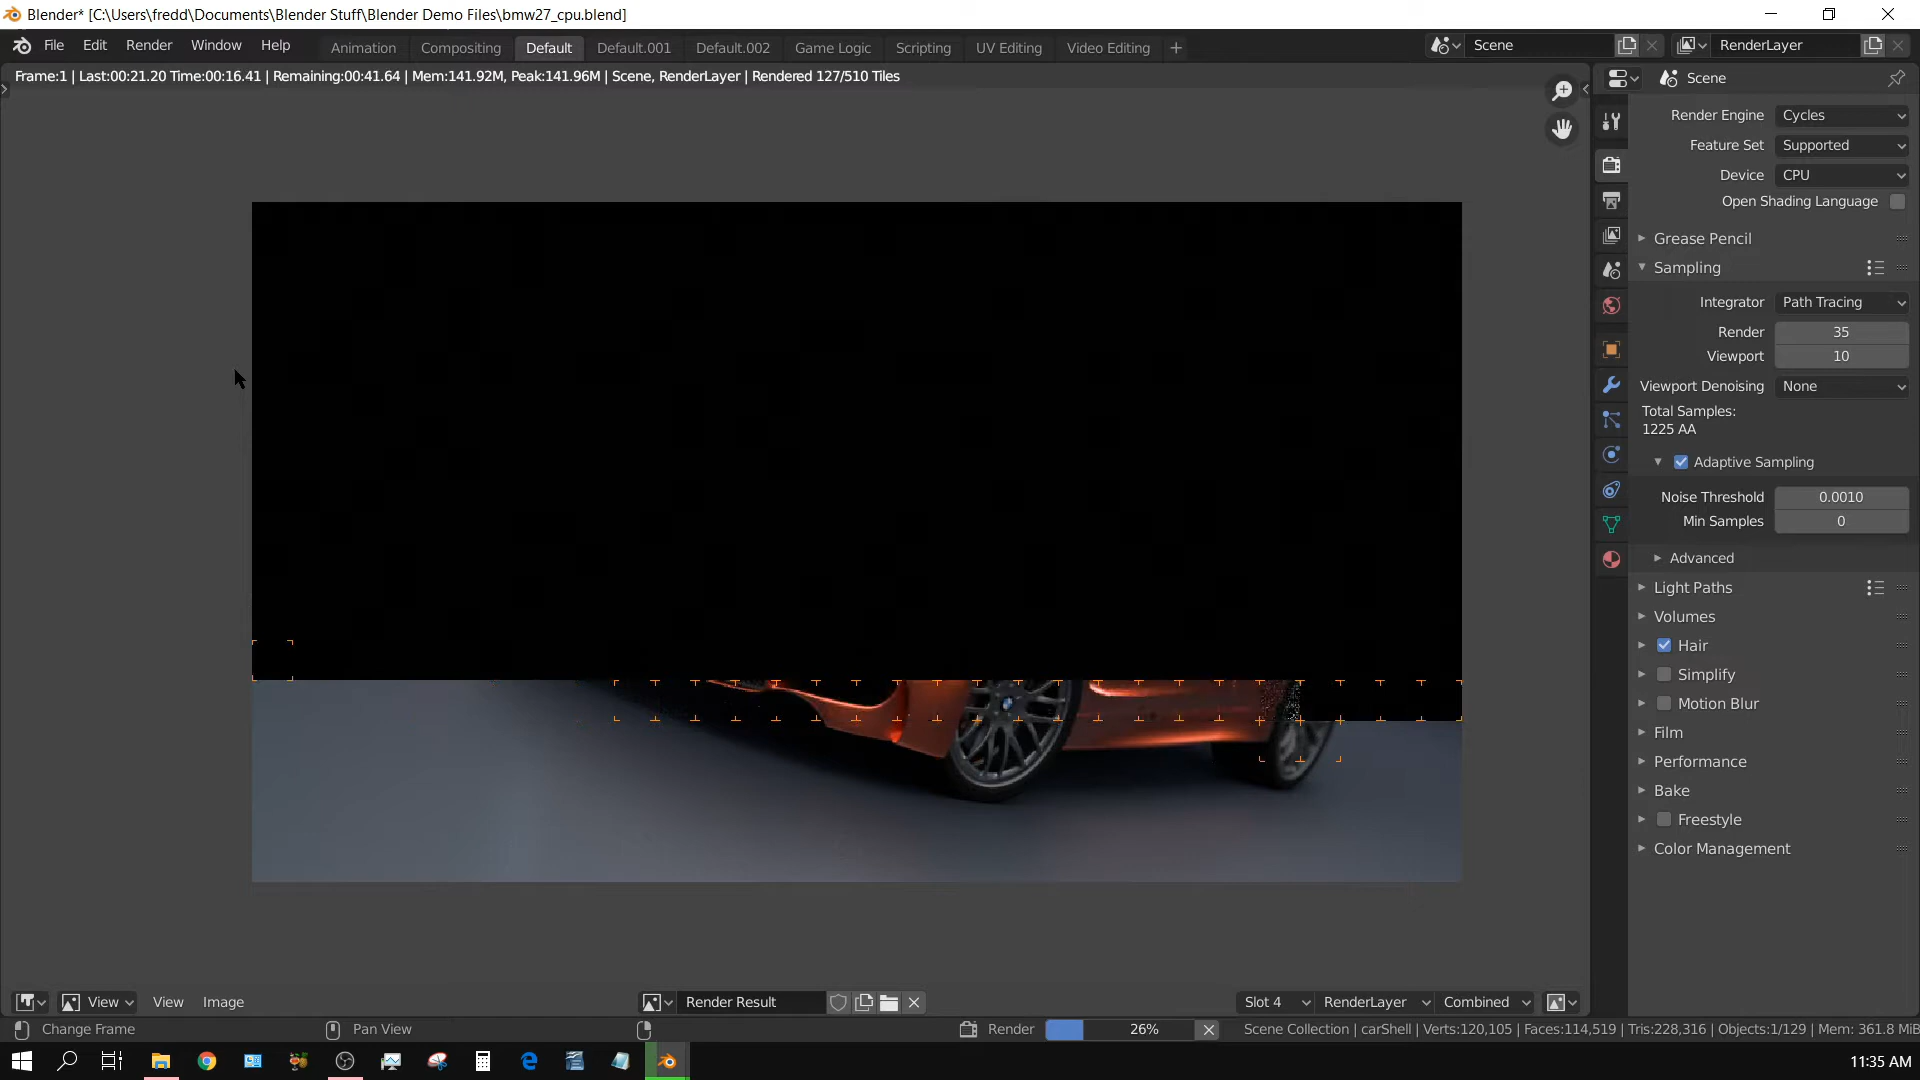 Blender* [C:\Users\fredd\Documents\Blender Stuff\Blender Demo Files\bmw27_cpu.blend]
File Edit Render Window Help Animation Compositing Default Default.001 Default.002 Game Logic Scripting UV Editing Video Editing + Scene RenderLayer
Frame:1 | Last:00:21.20 Time:00:16.41 | Remaining:00:41.64 | Mem:141.92M, Peak:141.96M | Scene, RenderLayer | Rendered 127/510 Tiles
Scene
Render Engine Cycles
Feature Set Supported
Device CPU
Open Shading Language
Grease Pencil
Sampling
Integrator Path Tracing
Render 35
Viewport 10
Viewport Denoising None
Total Samples:
1225 AA
Adaptive Sampling
Noise Threshold 0.0010
Min Samples 0
Advanced
Light Paths
Volumes
Hair
Simplify
Motion Blur
Film
Performance
Bake
Freestyle
Color Management
View View Image Render Result Slot 4 RenderLayer Combined
Change Frame Pan View Render 26% Scene Collection | carShell | Verts:120,105 | Faces:114,519 | Tris:228,316 | Objects:1/129 | Mem: 361.8 MiB
11:35 AM